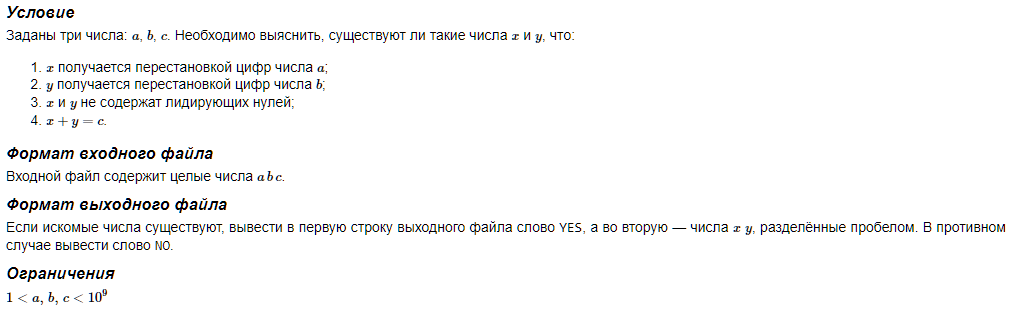 Условие
Заданы три числа: a, b, c. Необходимо выяснить, существуют ли такие числа x и y, что:
1. x получается перестановкой цифр числа a;
2. y получается перестановкой цифр числа b;
3. x и y не содержат лидирующих нулей;
4. x + y = c.
Формат входного файла
Входной файл содержит целые числа a b c.
Формат выходного файла
Если искомые числа существуют, вывести в первую строку выходного файла слово YES, а во вторую — числа x y, разделённые пробелом. В противном
случае вывести слово NO.
Ограничения
1 < a, b, c < 10⁹